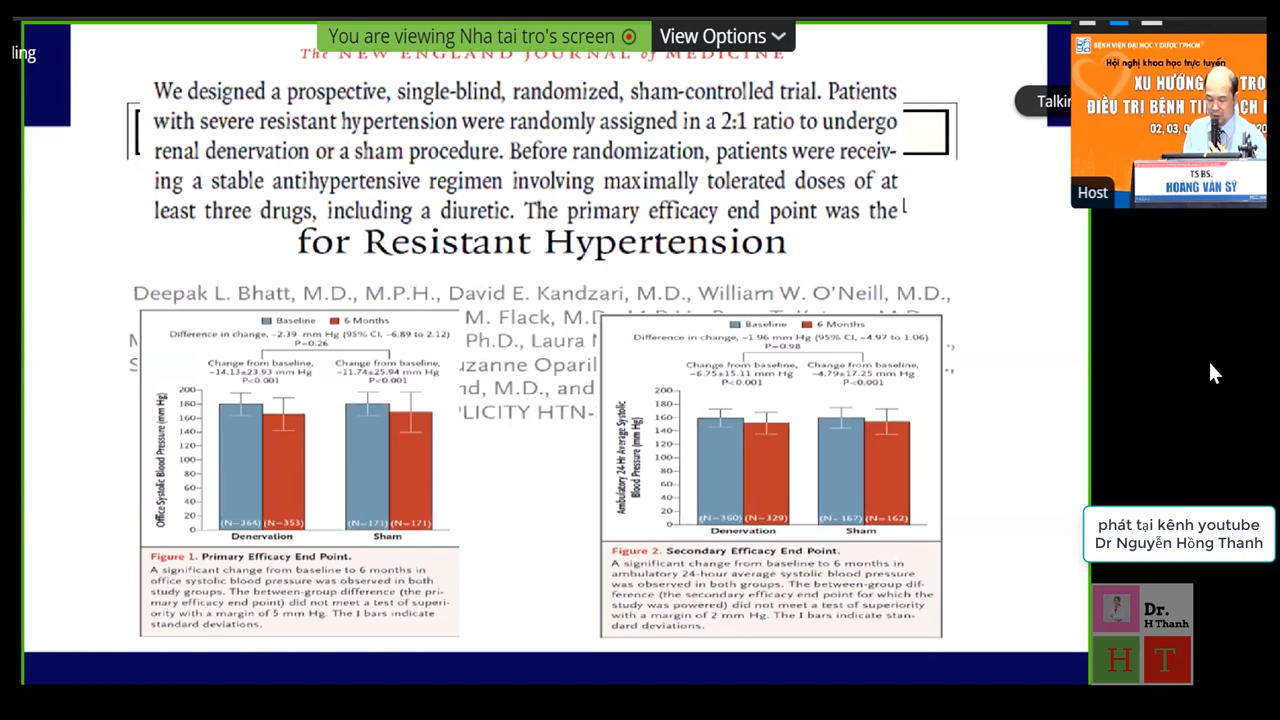 You are viewing Nha tai tro's screen
View Options
ling
The NEW ENGLAND JOURNAL of MEDICINE
We designed a prospective, single-blind, randomized, sham-controlled trial. Patients
with severe resistant hypertension were randomly assigned in a 2:1 ratio to undergo
renal denervation or a sham procedure. Before randomization, patients were receiv-
ing a stable antihypertensive regimen involving maximally tolerated doses of at
least three drugs, including a diuretic. The primary efficacy end point was the
for Resistant Hypertension
Deepak L. Bhatt, M.D., M.P.H., David E. Kandzari, M.D., William W. O'Neill, M.D.,
M. Flack, M.D.
Ph.D., Laura
uzanne Oparil
nd, M.D., and
PLICITY HTN-
Baseline 6 Months
Difference in change, −2.39 mm Hg (95% CI, −6.89 to 2.12)
P=0.26
Change from baseline, Change from baseline,
−14.13±23.93 mm Hg −11.74±25.94 mm Hg
P<0.001 P<0.001
Office Systolic Blood Pressure (mm Hg)
200
180
160
140
120
100
80
60
40
20
0
(N=364) (N=353) (N=171) (N=171)
Denervation Sham
Figure 1. Primary Efficacy End Point.
A significant change from baseline to 6 months in
office systolic blood pressure was observed in both
study groups. The between-group difference (the pri-
mary efficacy end point) did not meet a test of superi-
ority with a margin of 5 mm Hg. The I bars indicate
standard deviations.
Baseline 6 Months
Difference in change, −1.96 mm Hg (95% CI, −4.97 to 1.06)
P=0.98
Change from baseline, Change from baseline,
−6.75±15.11 mm Hg −4.79±17.25 mm Hg
P<0.001 P<0.001
Ambulatory 24-Hr Average Systolic
Blood Pressure (mm Hg)
200
180
160
140
120
100
80
60
40
20
0
(N=360) (N=329) (N=167) (N=162)
Denervation Sham
Figure 2. Secondary Efficacy End Point.
A significant change from baseline to 6 months in
ambulatory 24-hour average systolic blood pressure
was observed in both groups. The between-group dif-
ference (the secondary efficacy end point for which the
study was powered) did not meet a test of superiority
with a margin of 2 mm Hg. The I bars indicate stan-
dard deviations.
Talkin
BỆNH VIỆN ĐẠI HỌC Y DƯỢC TPHCM
Hội nghị khoa học trực tuyến
XU HƯỚNG TRO
ĐIỀU TRỊ BỆNH TIM ẠCH
02, 03, 0
TS BS.
HOÀNG VĂN SỸ
Host
phát tại kênh youtube
Dr Nguyễn Hồng Thanh
Dr.
H Thanh
H T